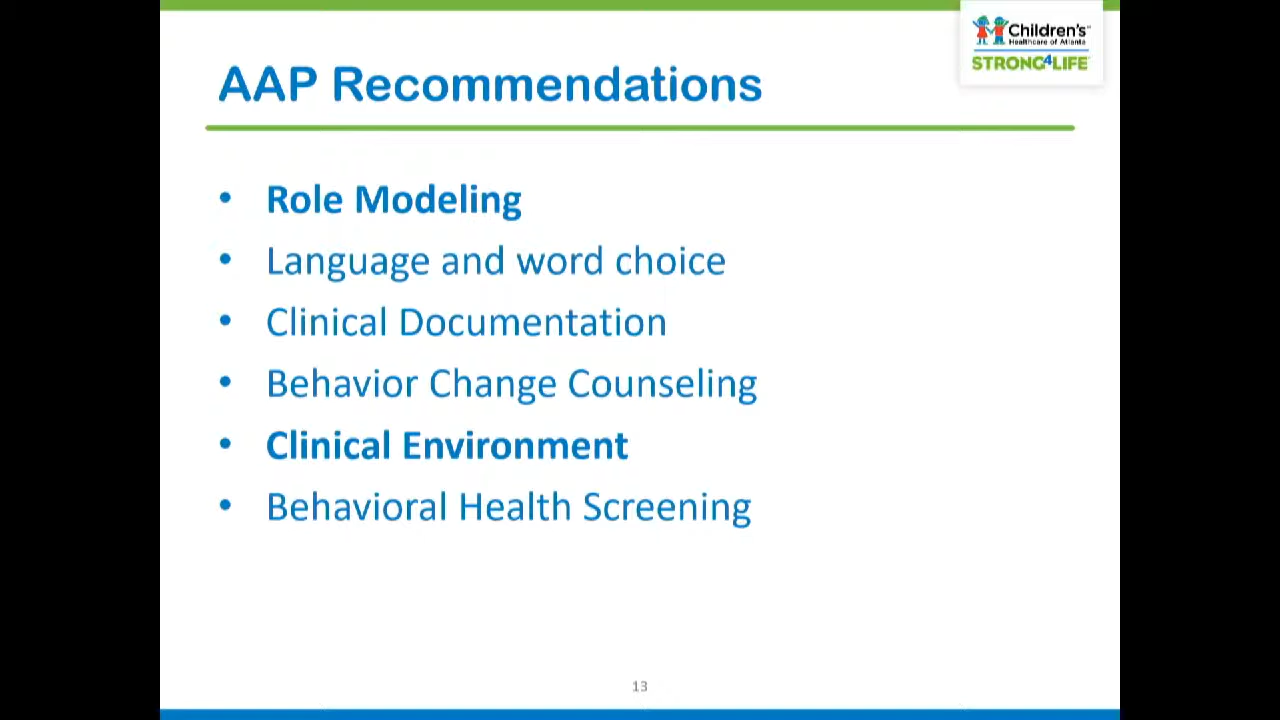 Children's
Healthcare of Atlanta
STRONG4LIFE
AAP Recommendations
• Role Modeling
• Language and word choice
• Clinical Documentation
• Behavior Change Counseling
• Clinical Environment
• Behavioral Health Screening
13